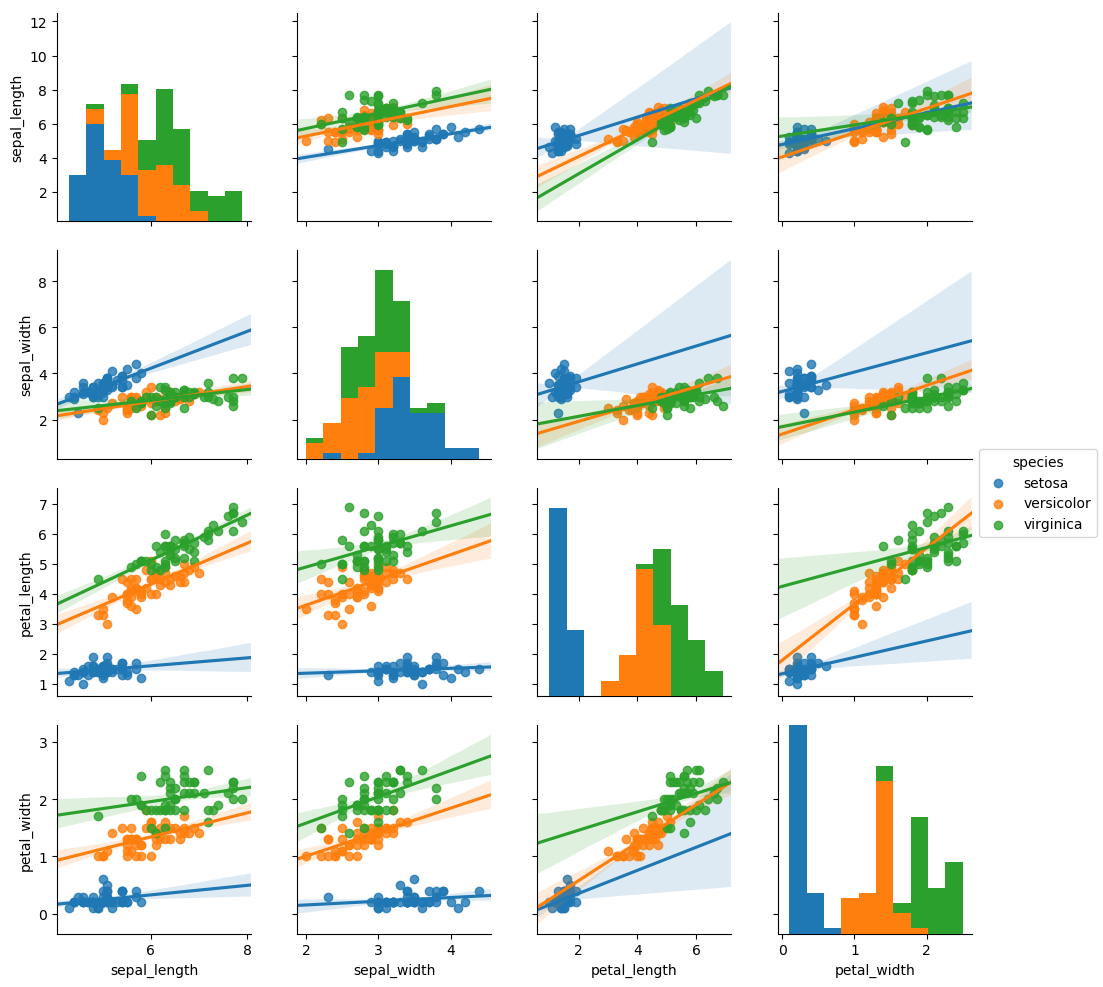 12
10
8
6
4
2
sepal_length
8
6
4
2
sepal_width
species
setosa
versicolor
virginica
7
6
5
4
3
2
1
petal_length
3
2
1
0
petal_width
6 8
2 3 4
2 4 6
0 1 2
sepal_length
sepal_width
petal_length
petal_width